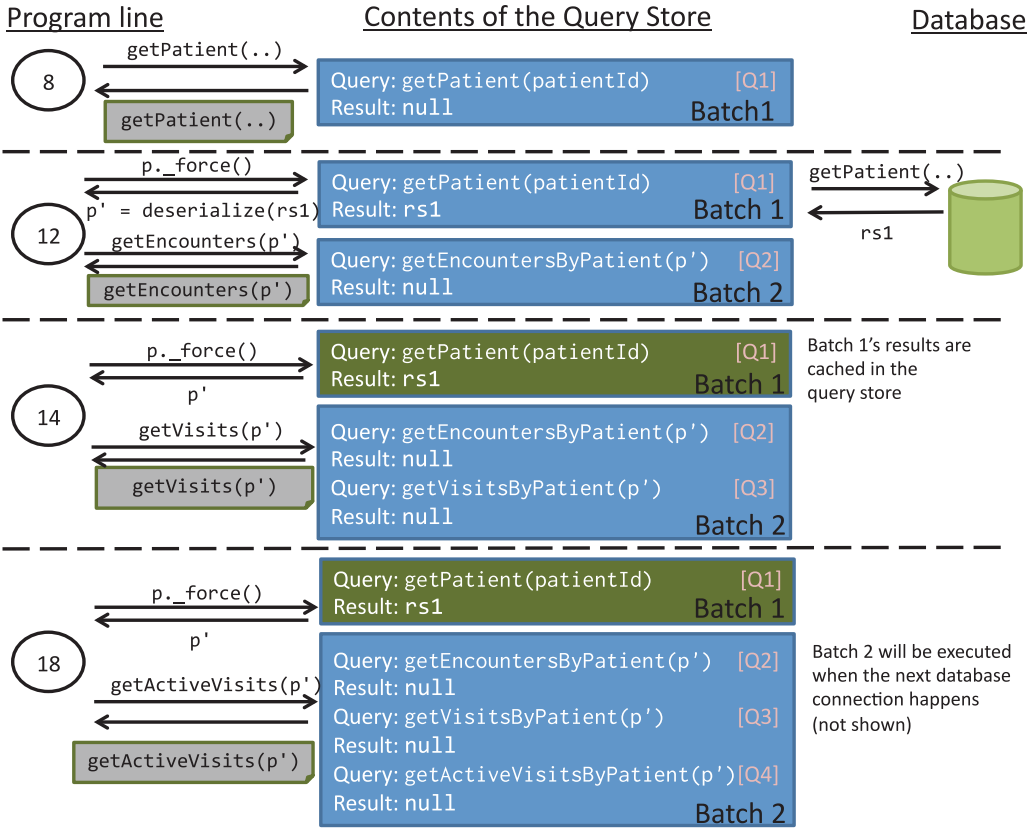 Program line
Contents of the Query Store
Database
8
getPatient(..)
getPatient(..)
Query: getPatient(patientId) [Q1]
Result: null
Batch1
12
p._force()
p' = deserialize(rs1)
getEncounters(p')
getEncounters(p')
Query: getPatient(patientId) [Q1]
Result: rs1
Batch 1
Query: getEncountersByPatient(p′) [Q2]
Result: null
Batch 2
getPatient(..)
rs1
14
p._force()
p'
getVisits(p')
getVisits(p')
Query: getPatient(patientId) [Q1]
Result: rs1
Batch 1
Query: getEncountersByPatient(p′) [Q2]
Result: null
Query: getVisitsByPatient(p′) [Q3]
Result: null
Batch 2
Batch 1’s results are
cached in the
query store
18
p._force()
p'
getActiveVisits(p')
getActiveVisits(p')
Query: getPatient(patientId) [Q1]
Result: rs1
Batch 1
Query: getEncountersByPatient(p′) [Q2]
Result: null
Query: getVisitsByPatient(p′) [Q3]
Result: null
Query: getActiveVisitsByPatient(p′)[Q4]
Result: null
Batch 2
Batch 2 will be executed
when the next database
connection happens
(not shown)